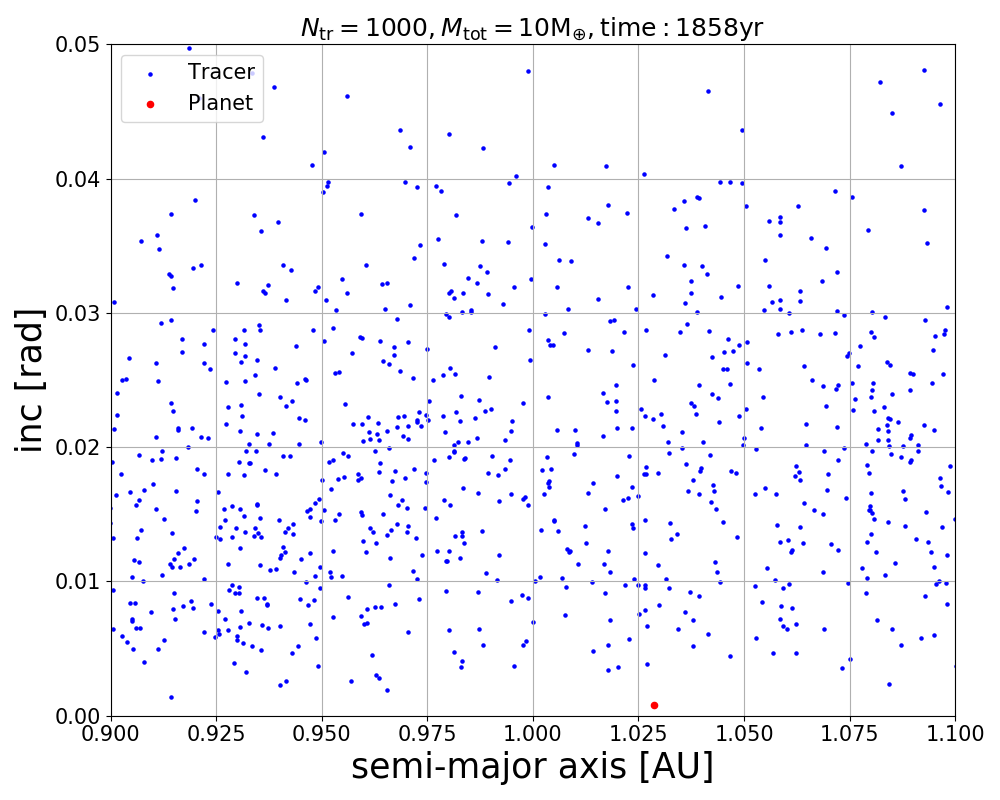 N_tr = 1000, M_tot = 10M_⊕, time : 1858yr
0.05
Tracer
Planet
0.04
0.03
0.02
0.01
0.00
inc [rad]
0.900 0.925 0.950 0.975 1.000 1.025 1.050 1.075 1.100
semi-major axis [AU]